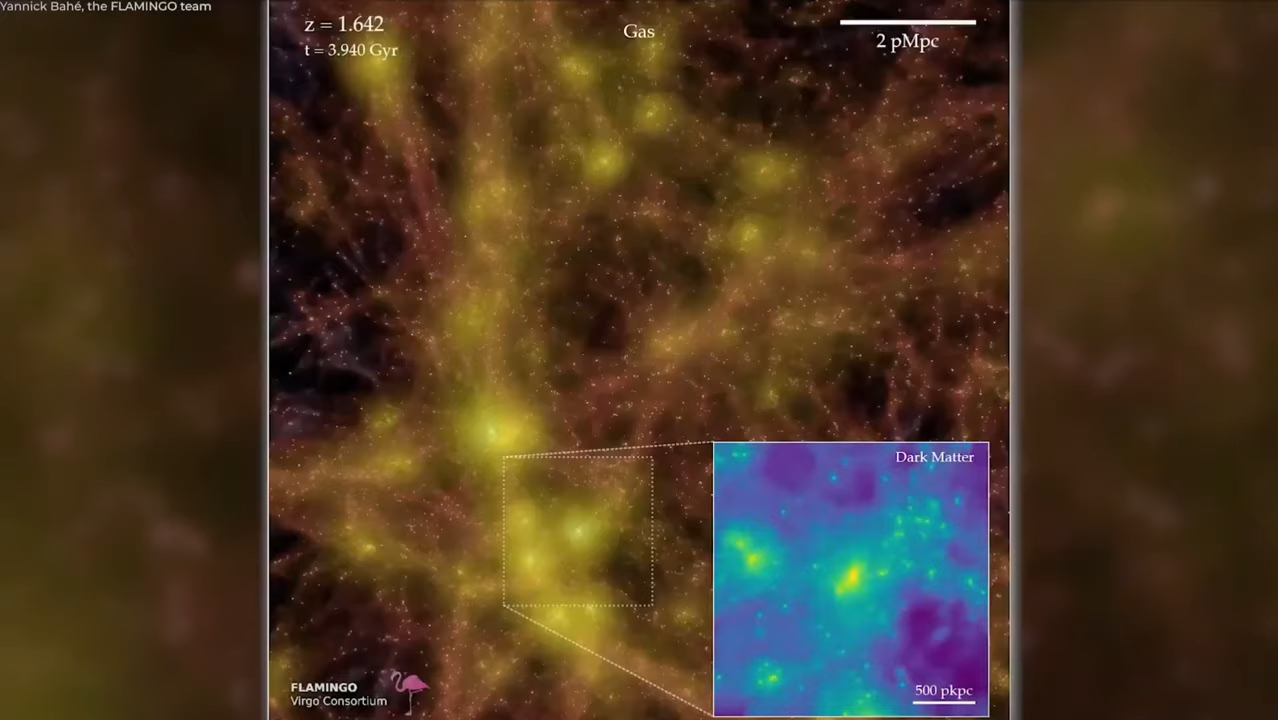 Yannick Bahé, the FLAMINGO team
z = 1.642
t = 3.940 Gyr
Gas
2 pMpc
Dark Matter
500 pkpc
FLAMINGO
Virgo Consortium